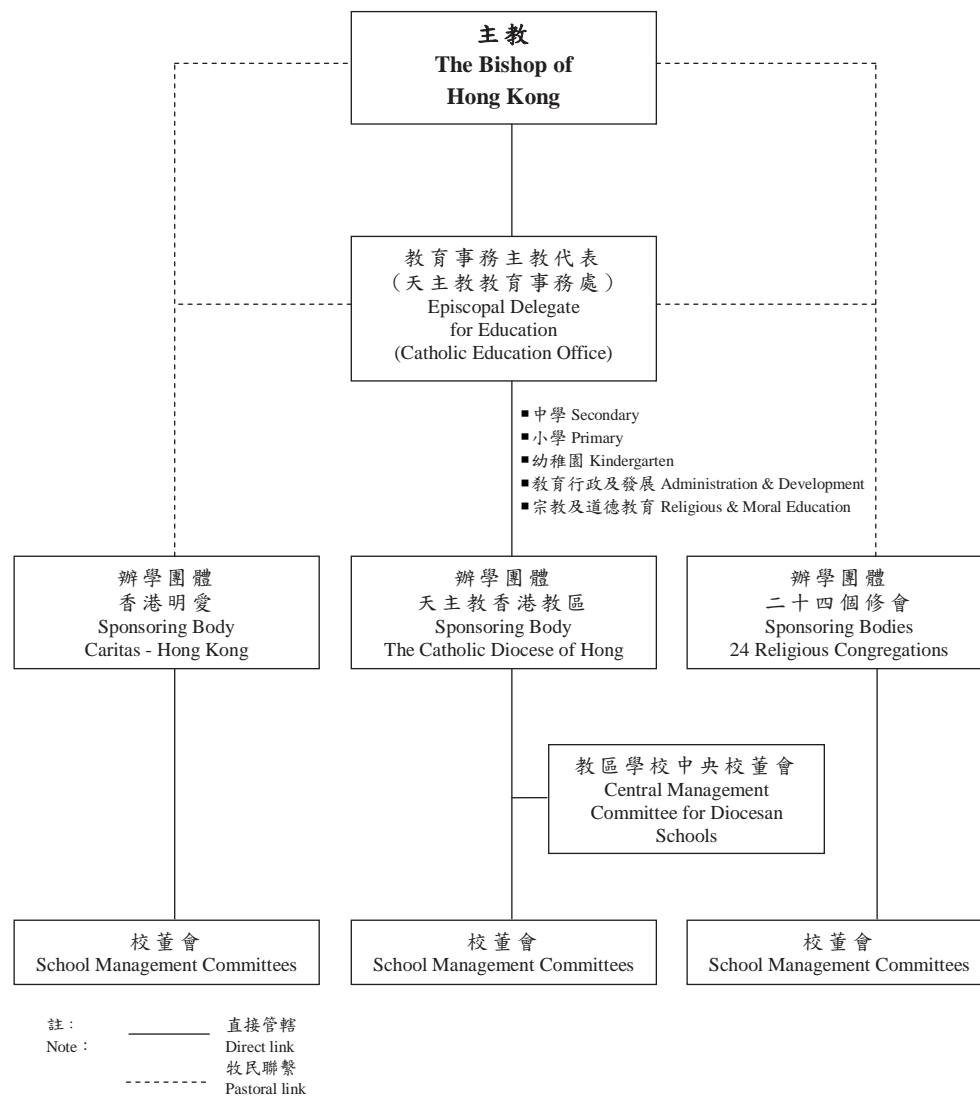 主教
The Bishop of
Hong Kong
教育事務主教代表
（天主教教育事務處）
Episcopal Delegate
for Education
(Catholic Education Office)
■ 中學 Secondary
■ 小學 Primary
■ 幼稚園 Kindergarten
■ 教育行政及發展 Administration & Development
■ 宗教及道德教育 Religious & Moral Education
辦學團體
香港明愛
Sponsoring Body
Caritas - Hong Kong
辦學團體
天主教香港教區
Sponsoring Body
The Catholic Diocese of Hong
辦學團體
二十四個修會
Sponsoring Bodies
24 Religious Congregations
教區學校中央校董會
Central Management
Committee for Diocesan
Schools
校董會
School Management Committees
校董會
School Management Committees
校董會
School Management Committees
註：
Note：
直接管轄
Direct link
牧民聯繫
Pastoral link